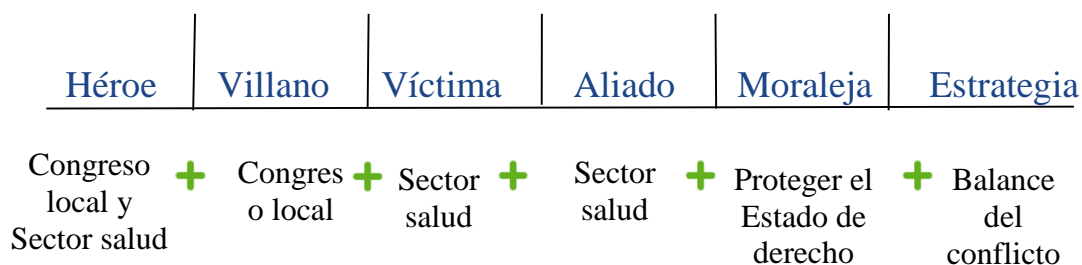 Héroe Villano Víctima Aliado Moraleja Estrategia
Congreso
local y
Sector salud
Congres
o local
Sector
salud
Sector
salud
Proteger el
Estado de
derecho
Balance
del
conflicto